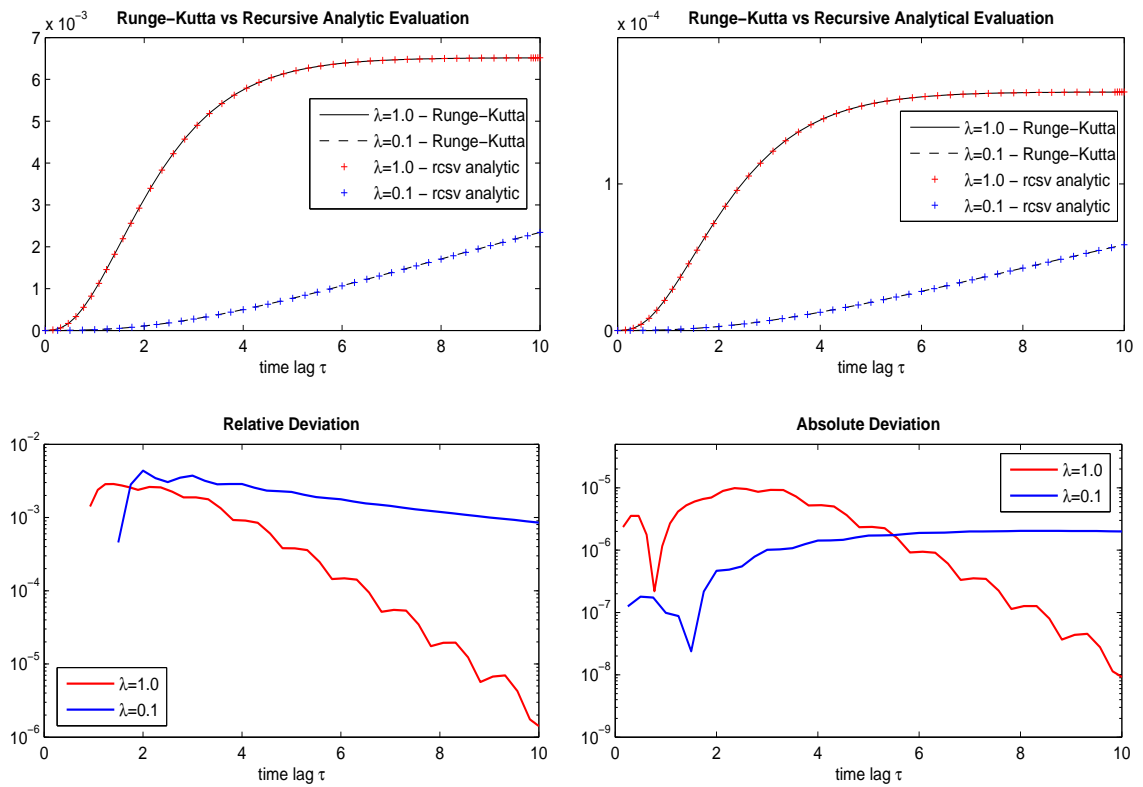 Runge−Kutta vs Recursive Analytic Evaluation
x 10−3
7
6
5
4
3
2
1
0
0 2 4 6 8 10
time lag τ
λ=1.0 − Runge−Kutta
λ=0.1 − Runge−Kutta
λ=1.0 − rcsv analytic
λ=0.1 − rcsv analytic
Runge−Kutta vs Recursive Analytical Evaluation
x 10−4
1
0
0 2 4 6 8 10
time lag τ
λ=1.0 − Runge−Kutta
λ=0.1 − Runge−Kutta
λ=1.0 − rcsv analytic
λ=0.1 − rcsv analytic
Relative Deviation
10−2
10−3
10−4
10−5
10−6
0 2 4 6 8 10
time lag τ
λ=1.0
λ=0.1
Absolute Deviation
10−5
10−6
10−7
10−8
10−9
0 2 4 6 8 10
time lag τ
λ=1.0
λ=0.1